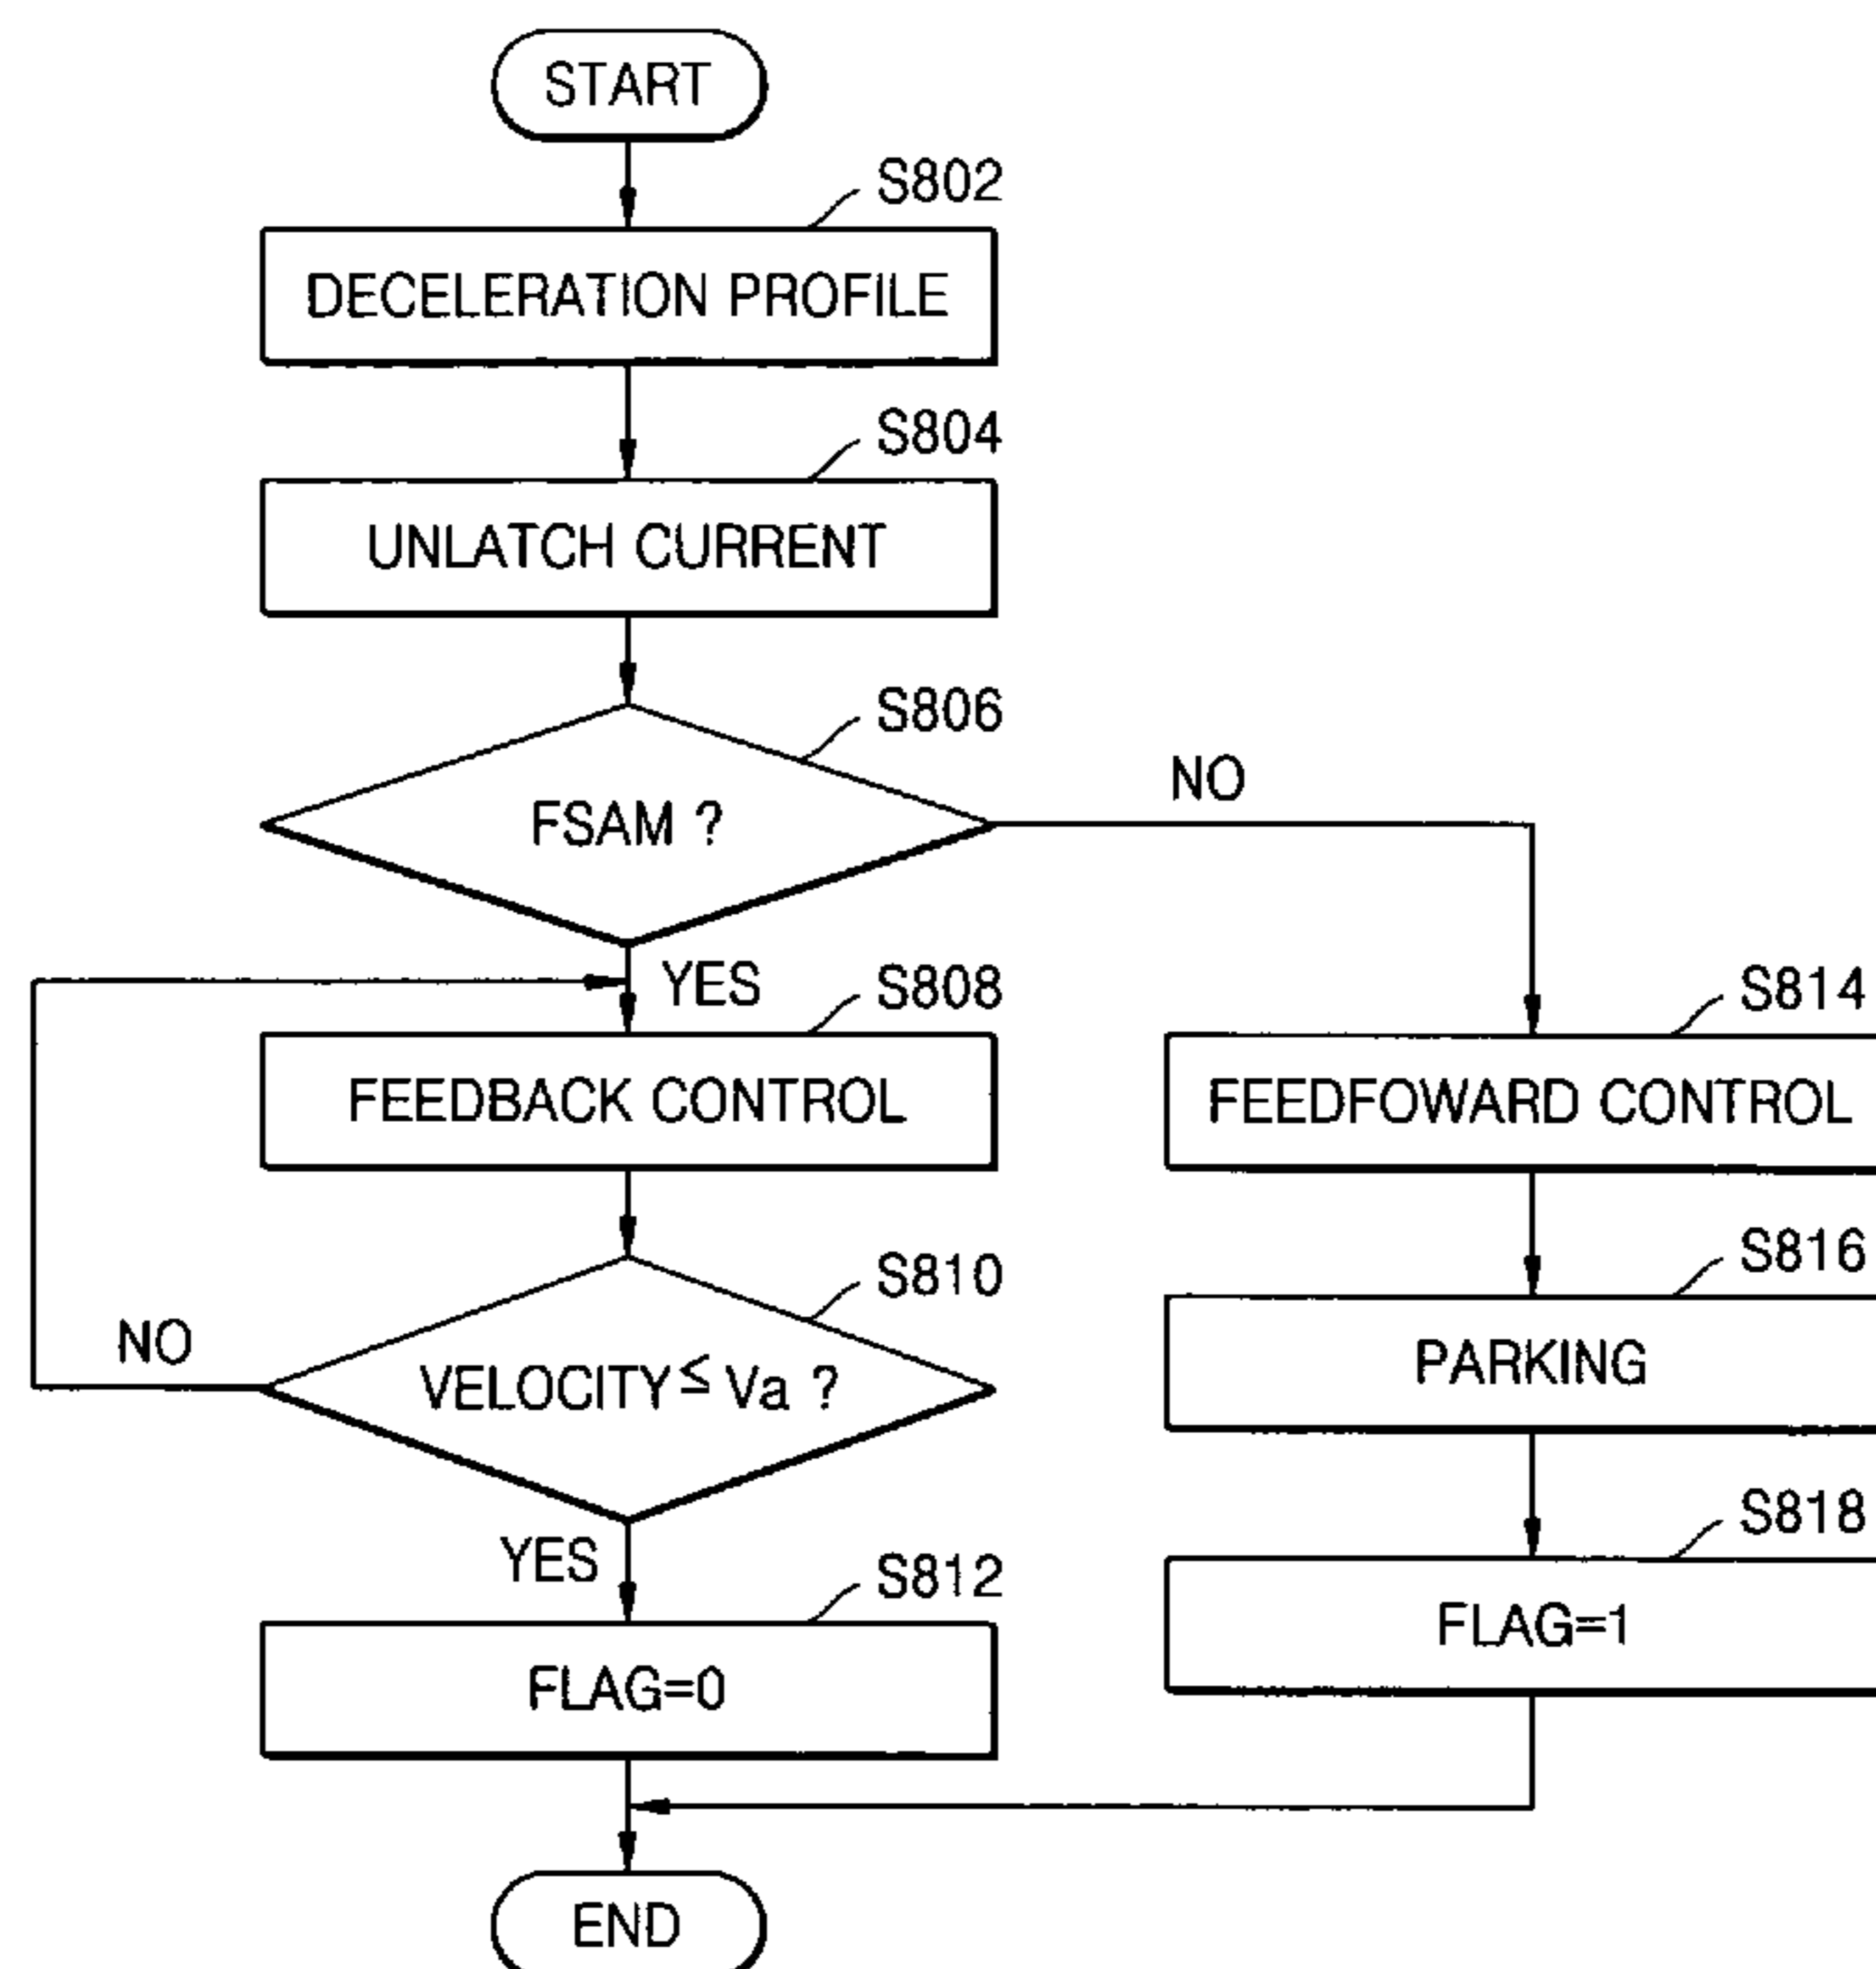 START
S802
DECELERATION PROFILE
S804
UNLATCH CURRENT
S806
FSAM ?
NO
YES
S808
FEEDBACK CONTROL
S810
VELOCITY ≤ Va ?
NO
YES
S812
FLAG=0
S814
FEEDFOWARD CONTROL
S816
PARKING
S818
FLAG=1
END